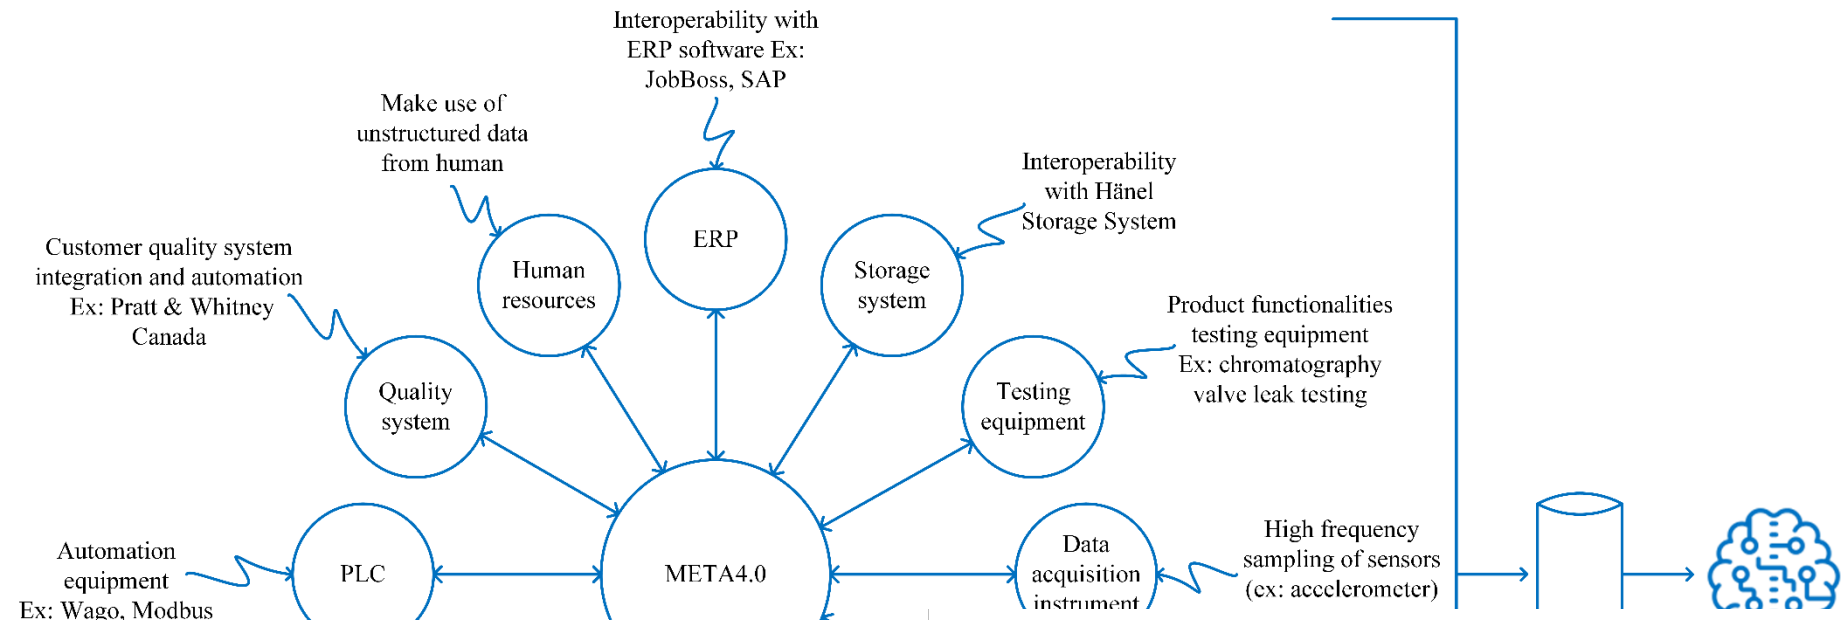 Interoperability with
ERP software Ex:
JobBoss, SAP
Make use of
unstructured data
from human
Interoperability
with Hänel
Storage System
ERP
Human
resources
Storage
system
Customer quality system
integration and automation
Ex: Pratt & Whitney
Canada
Product functionalities
testing equipment
Ex: chromatography
valve leak testing
Quality
system
Testing
equipment
Automation
equipment
Ex: Wago, Modbus
PLC
META4.0
Data
acquisition
instrument
High frequency
sampling of sensors
(ex: accelerometer)